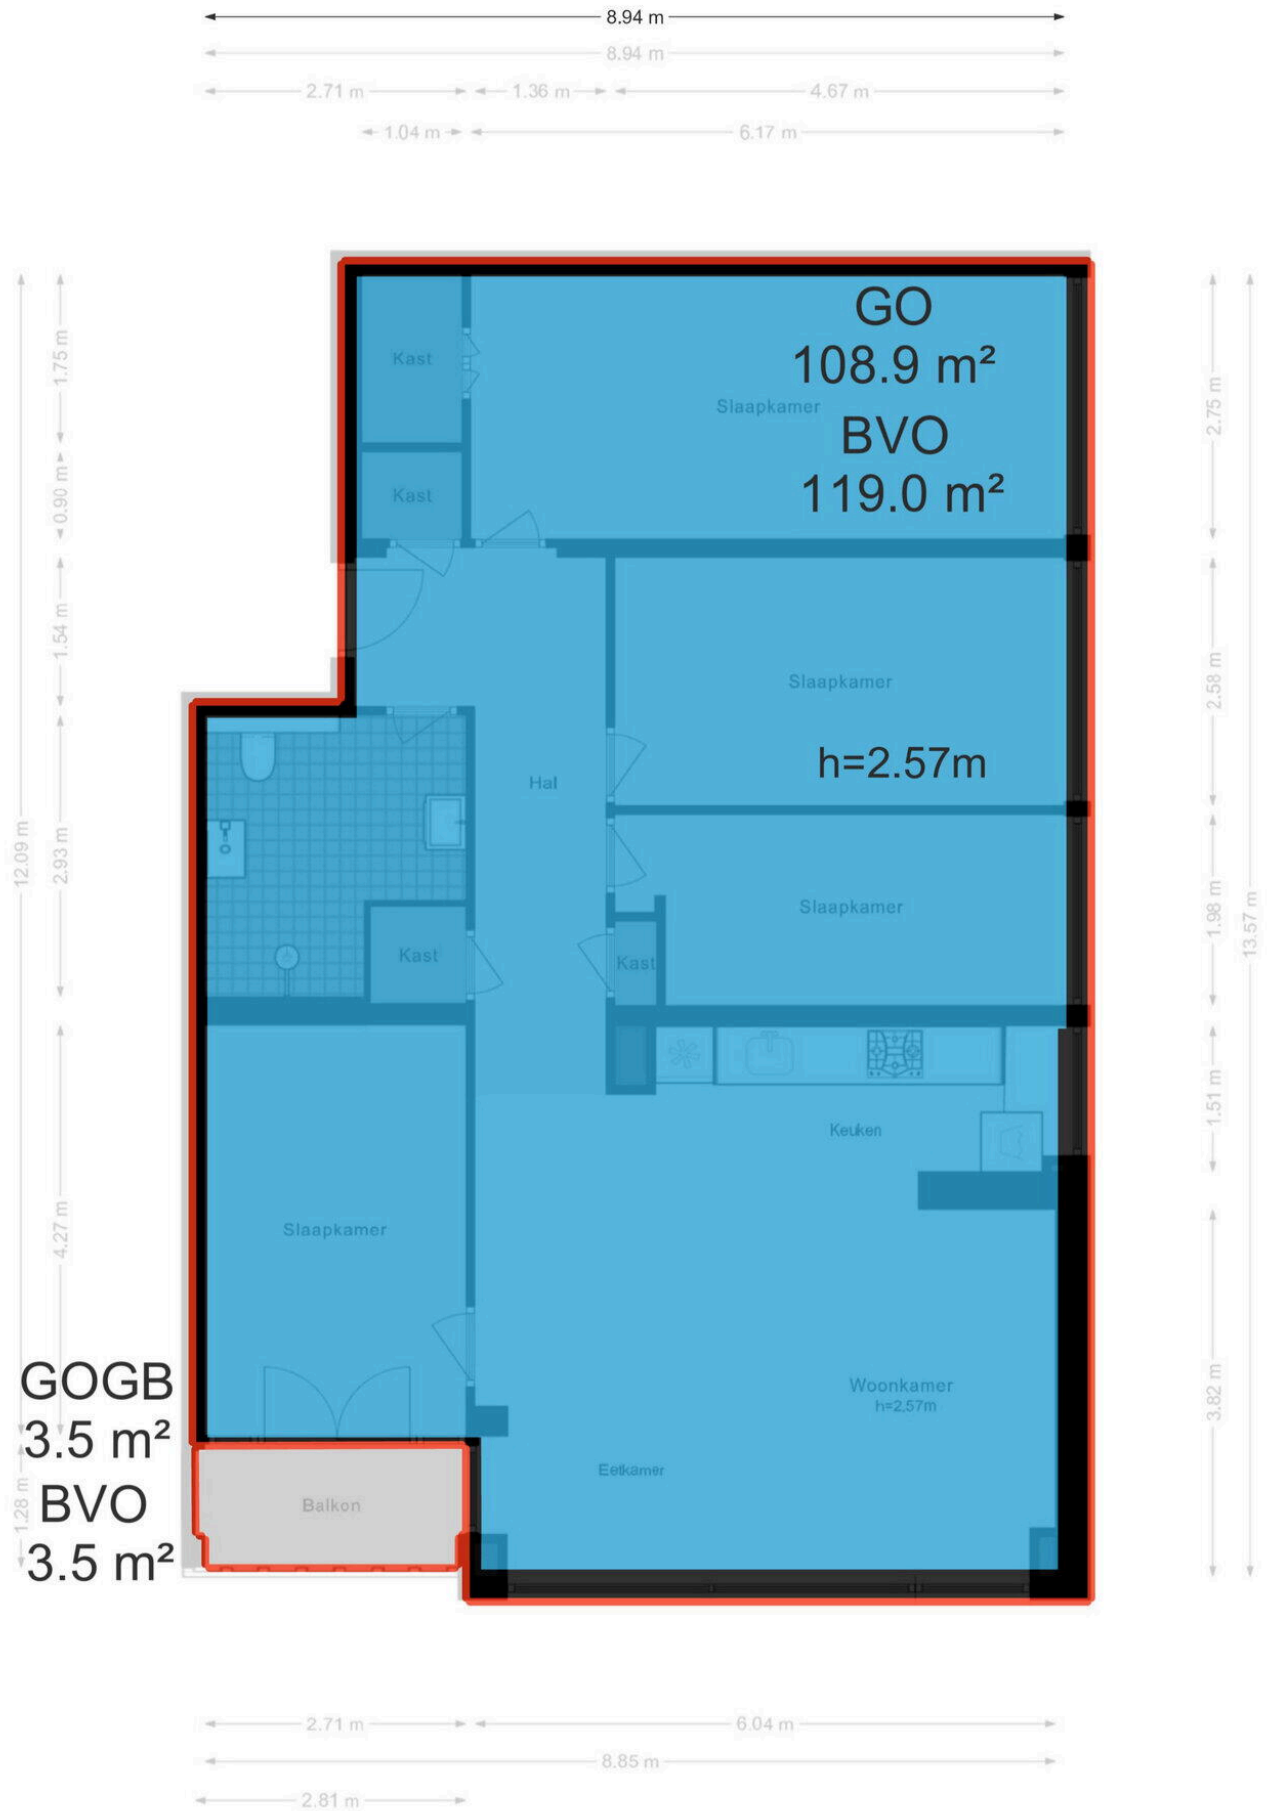 8.94 m
8.94 m
2.71 m
1.36 m
4.67 m
1.04 m
6.17 m
GO
108.9 m²
BVO
119.0 m²
Kast
Slaapkamer
Kast
Slaapkamer
h=2.57m
Hal
Slaapkamer
Kast
Kast
Keuken
Slaapkamer
Woonkamer
h=2.57m
Eetkamer
Balkon
GOGB
3.5 m²
BVO
3.5 m²
12.09 m
1.28 m
1.75 m
0.90 m
1.54 m
2.93 m
4.27 m
2.75 m
2.58 m
1.98 m
1.51 m
3.82 m
13.57 m
2.71 m
6.04 m
8.85 m
2.81 m